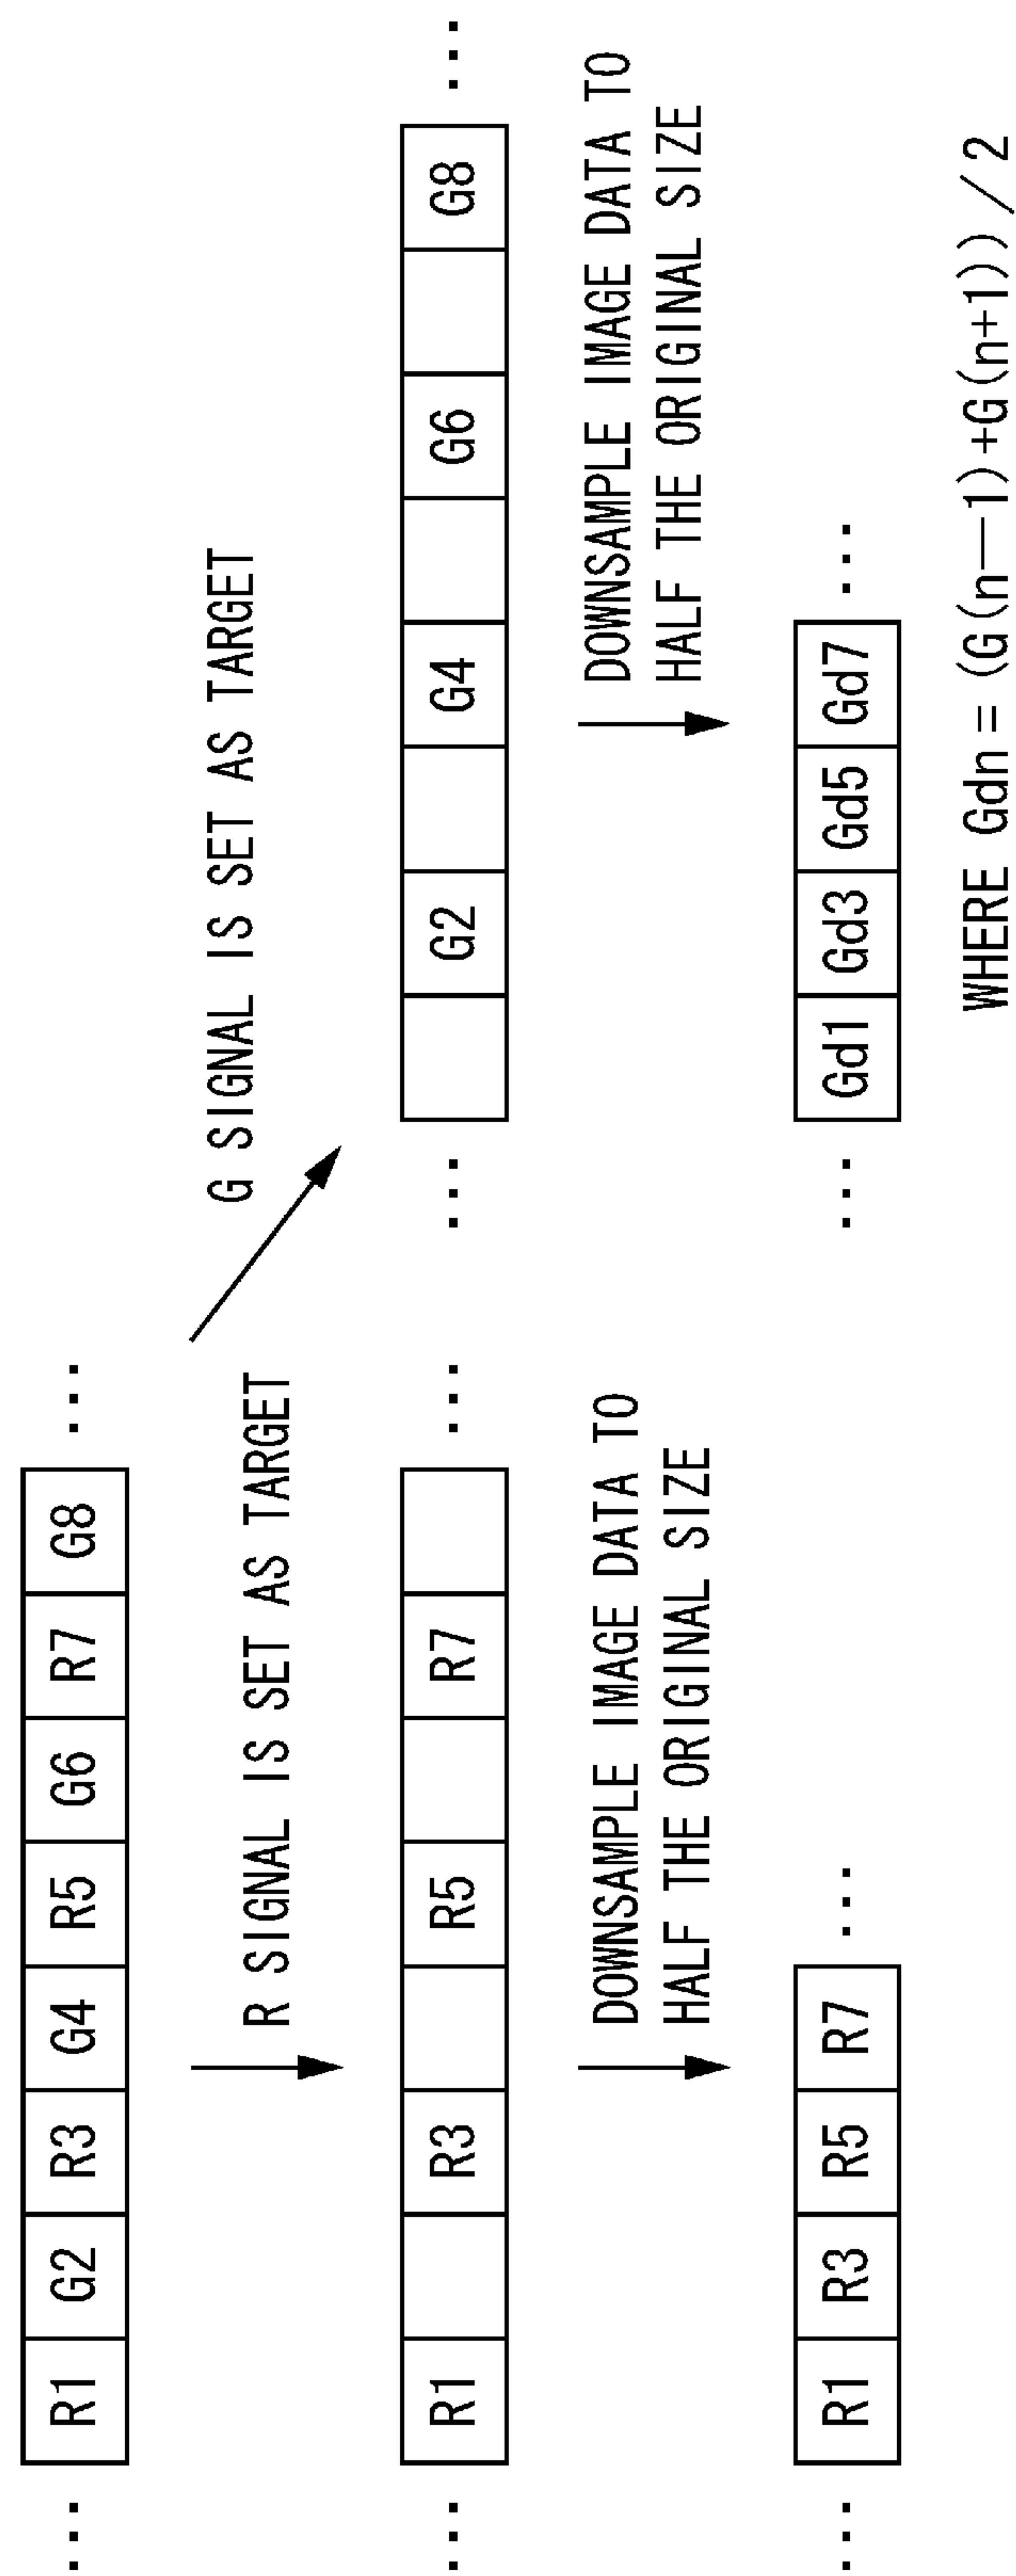 ... R1 G2 R3 G4 R5 G6 R7 G8 ...
R SIGNAL IS SET AS TARGET
G SIGNAL IS SET AS TARGET
... R1 R3 R5 R7 ...
... G2 G4 G6 G8 ...
DOWNSAMPLE IMAGE DATA TO
HALF THE ORIGINAL SIZE
DOWNSAMPLE IMAGE DATA TO
HALF THE ORIGINAL SIZE
... R1 R3 R5 R7 ...
... Gd1 Gd3 Gd5 Gd7 ...
WHERE Gdn = (G(n—1)+G(n+1))/2